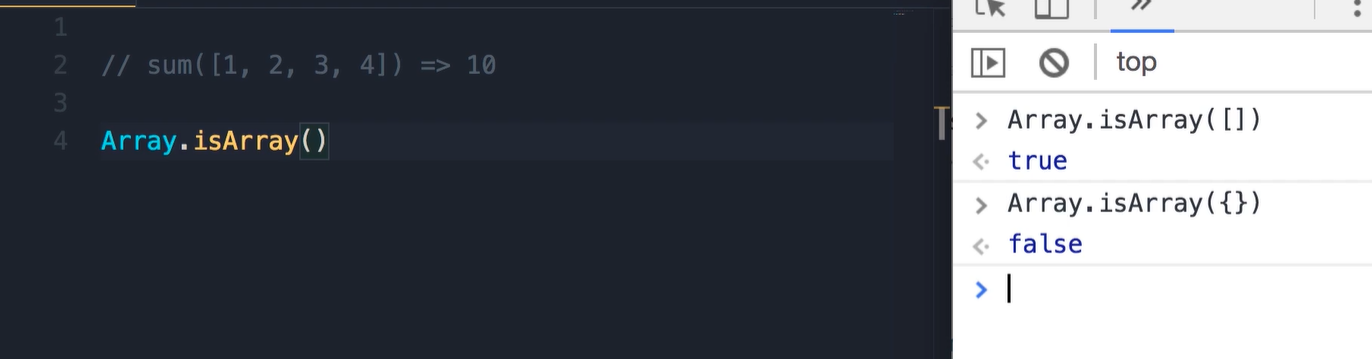 1
2 // sum([1, 2, 3, 4]) => 10
3
4 Array.isArray()
top
> Array.isArray([])
true
> Array.isArray({})
false
>